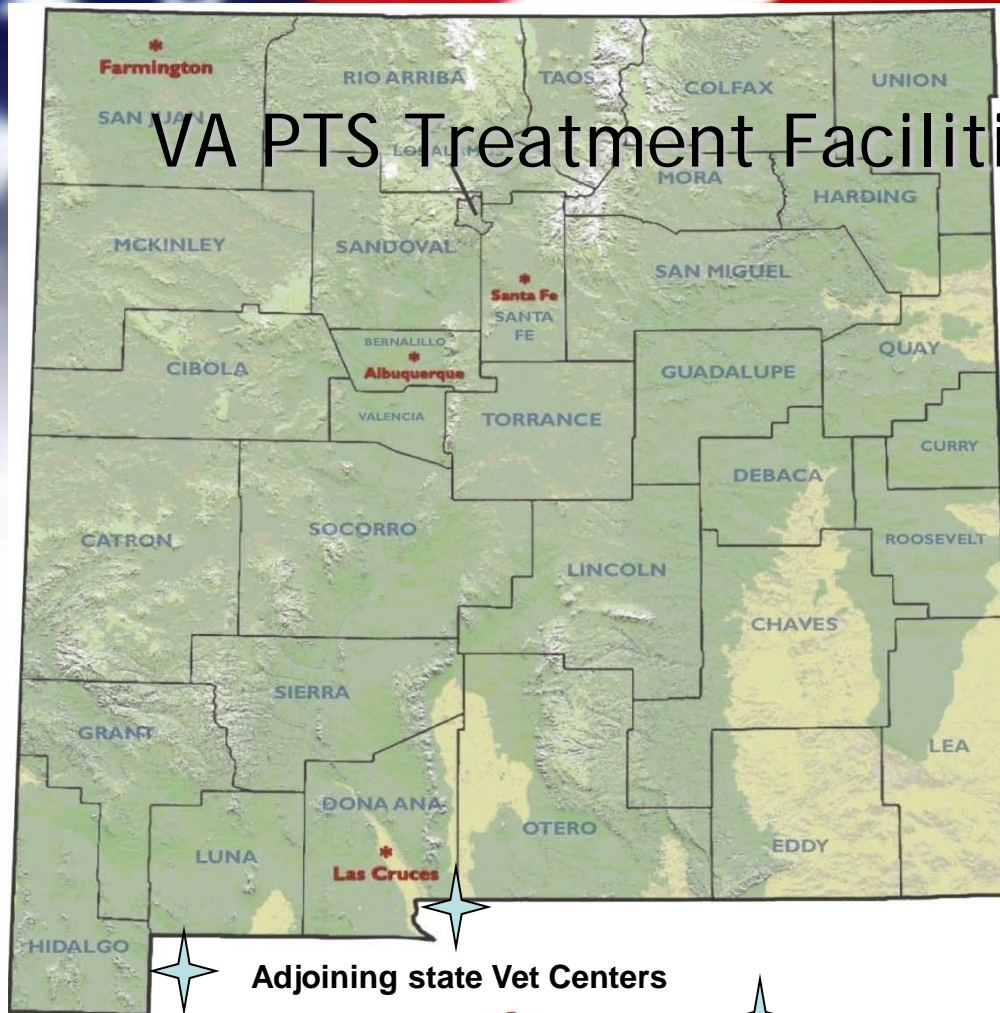 Farmington
RIO ARRIBA
TAOS
COLFAX
UNION
SAN JUAN
VA PTS Treatment Faciliti
LOS ALAMOS
MORA
HARDING
MCKINLEY
SANDOVAL
SAN MIGUEL
Santa Fe
SANTA
FE
BERNALILLO
Albuquerque
CIBOLA
GUADALUPE
QUAY
VALENCIA
TORRANCE
CURRY
DEBACA
CATRON
SOCORRO
LINCOLN
ROOSEVELT
CHAVES
SIERRA
GRANT
LEA
DONA ANA
OTERO
EDDY
LUNA
Las Cruces
HIDALGO
Adjoining state Vet Centers